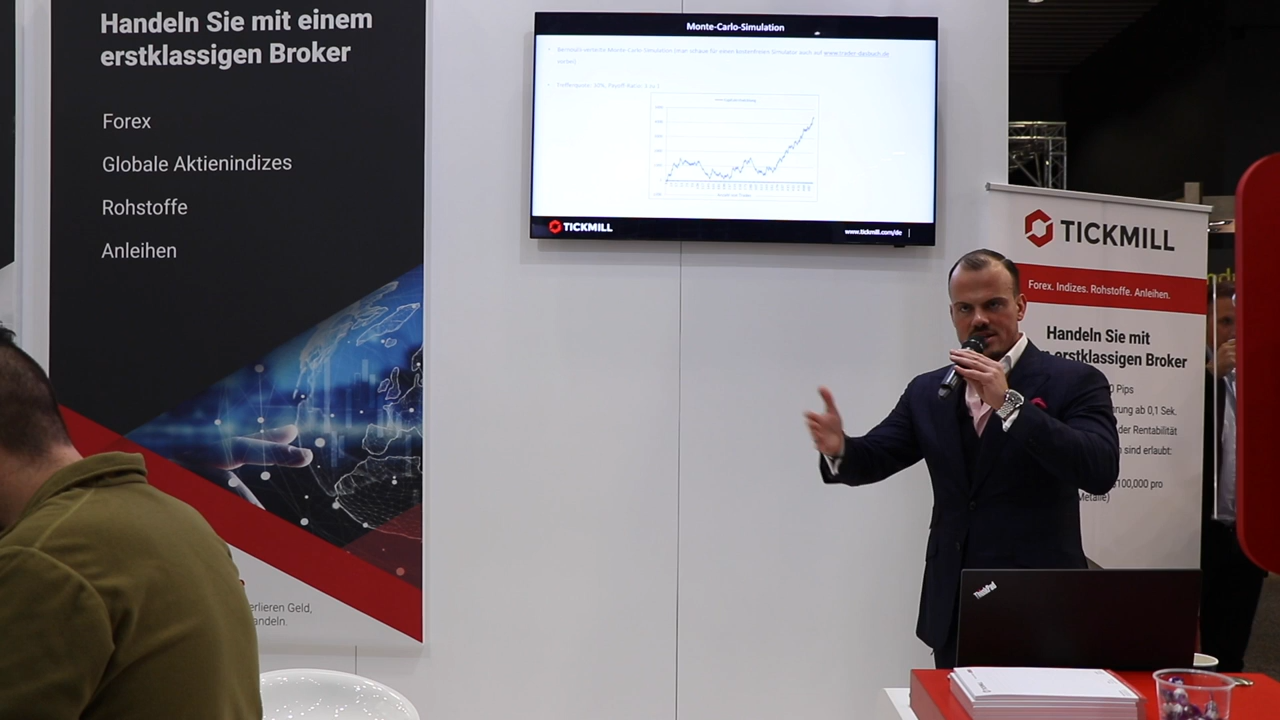 Handeln Sie mit einem
erstklassigen Broker
Forex
Globale Aktienindizes
Rohstoffe
Anleihen
erlieren Geld,
andeln.
Monte-Carlo-Simulation
TICKMILL
www.tickmill.com/de
TICKMILL
Forex. Indizes. Rohstoffe. Anleihen.
Handeln Sie mit
erstklassigen Broker
0 Pips
hrung ab 0,1 Sek.
der Rentabilität
sind erlaubt:
$100,000 pro
Metalle)
ThinkPad